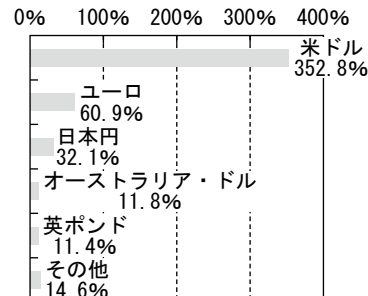 0% 100% 200% 300% 400%
米ドル
352.8%
ユーロ
60.9%
日本円
32.1%
オーストラリア・ドル
11.8%
英ポンド
11.4%
その他
14.6%